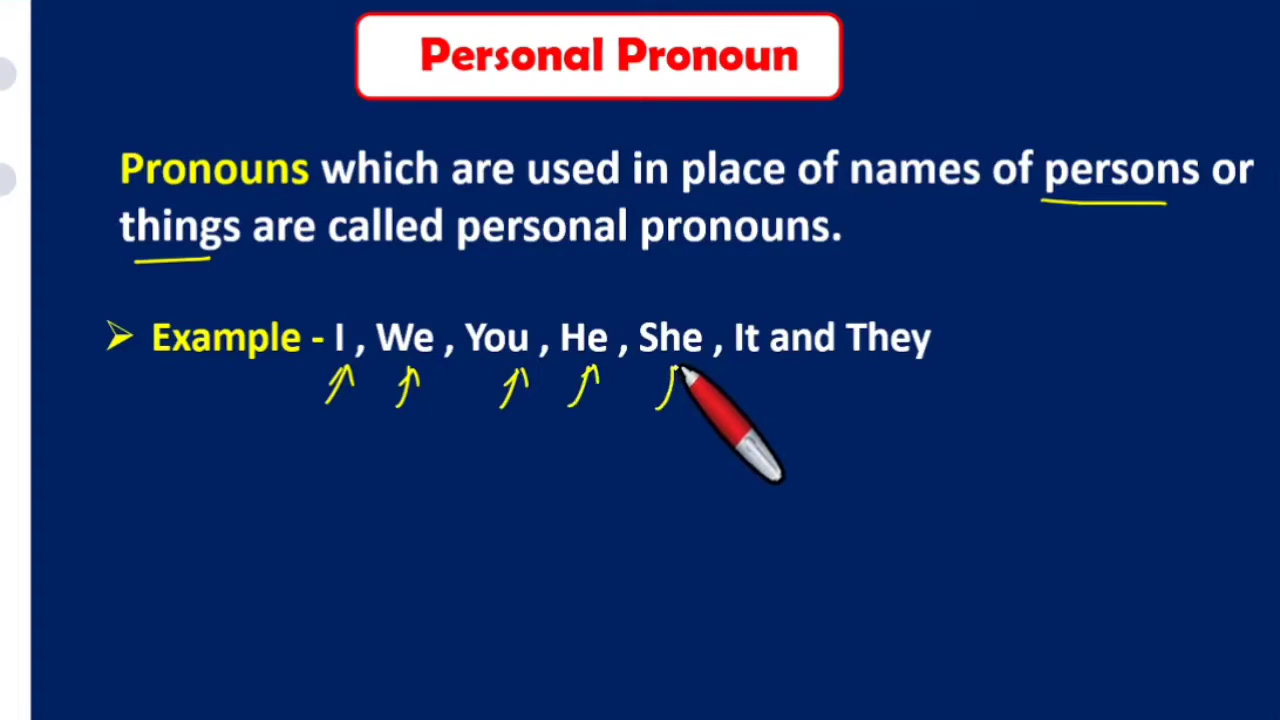 Personal Pronoun
Pronouns which are used in place of names of persons or
things are called personal pronouns.
Example - I , We , You , He , She , It and They